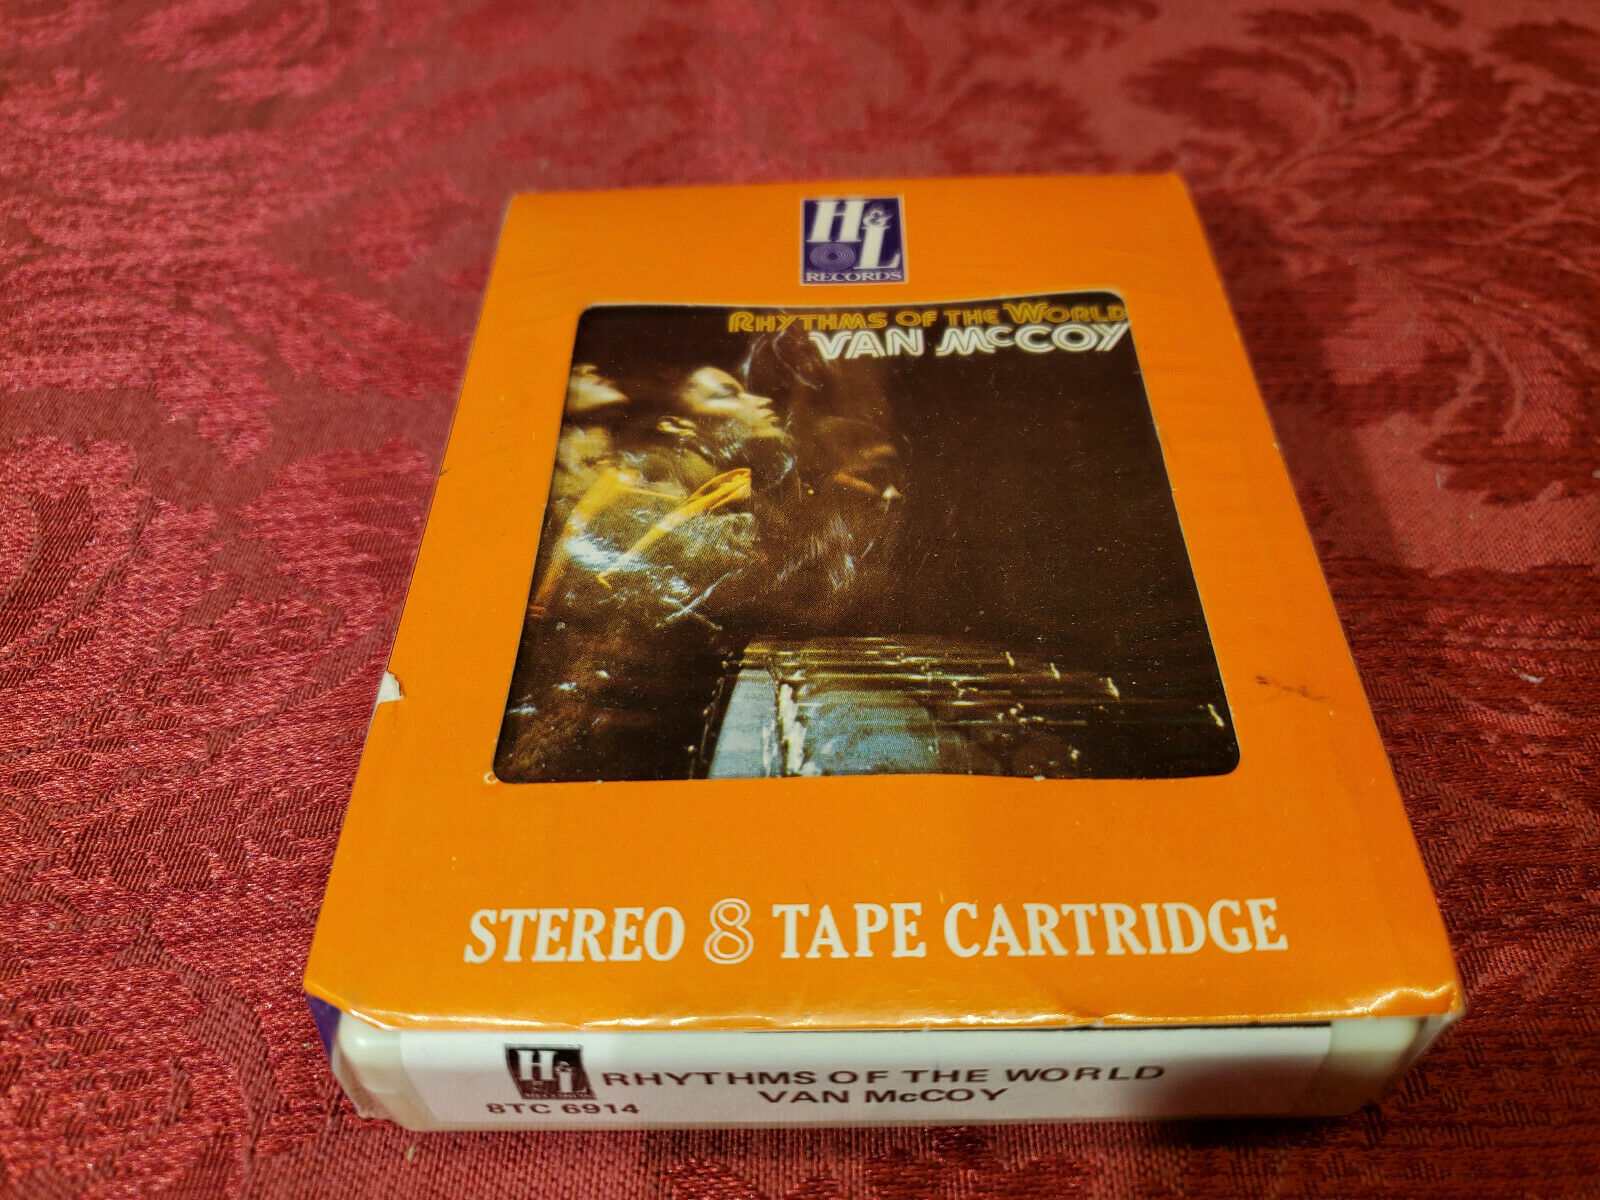 H&L
RECORDS
RHYTHMS OF THE WORLD
VAN McCOY
STEREO 8 TAPE CARTRIDGE
H&L
RECORDS
RHYTHMS OF THE WORLD
8TC 6914
VAN McCOY